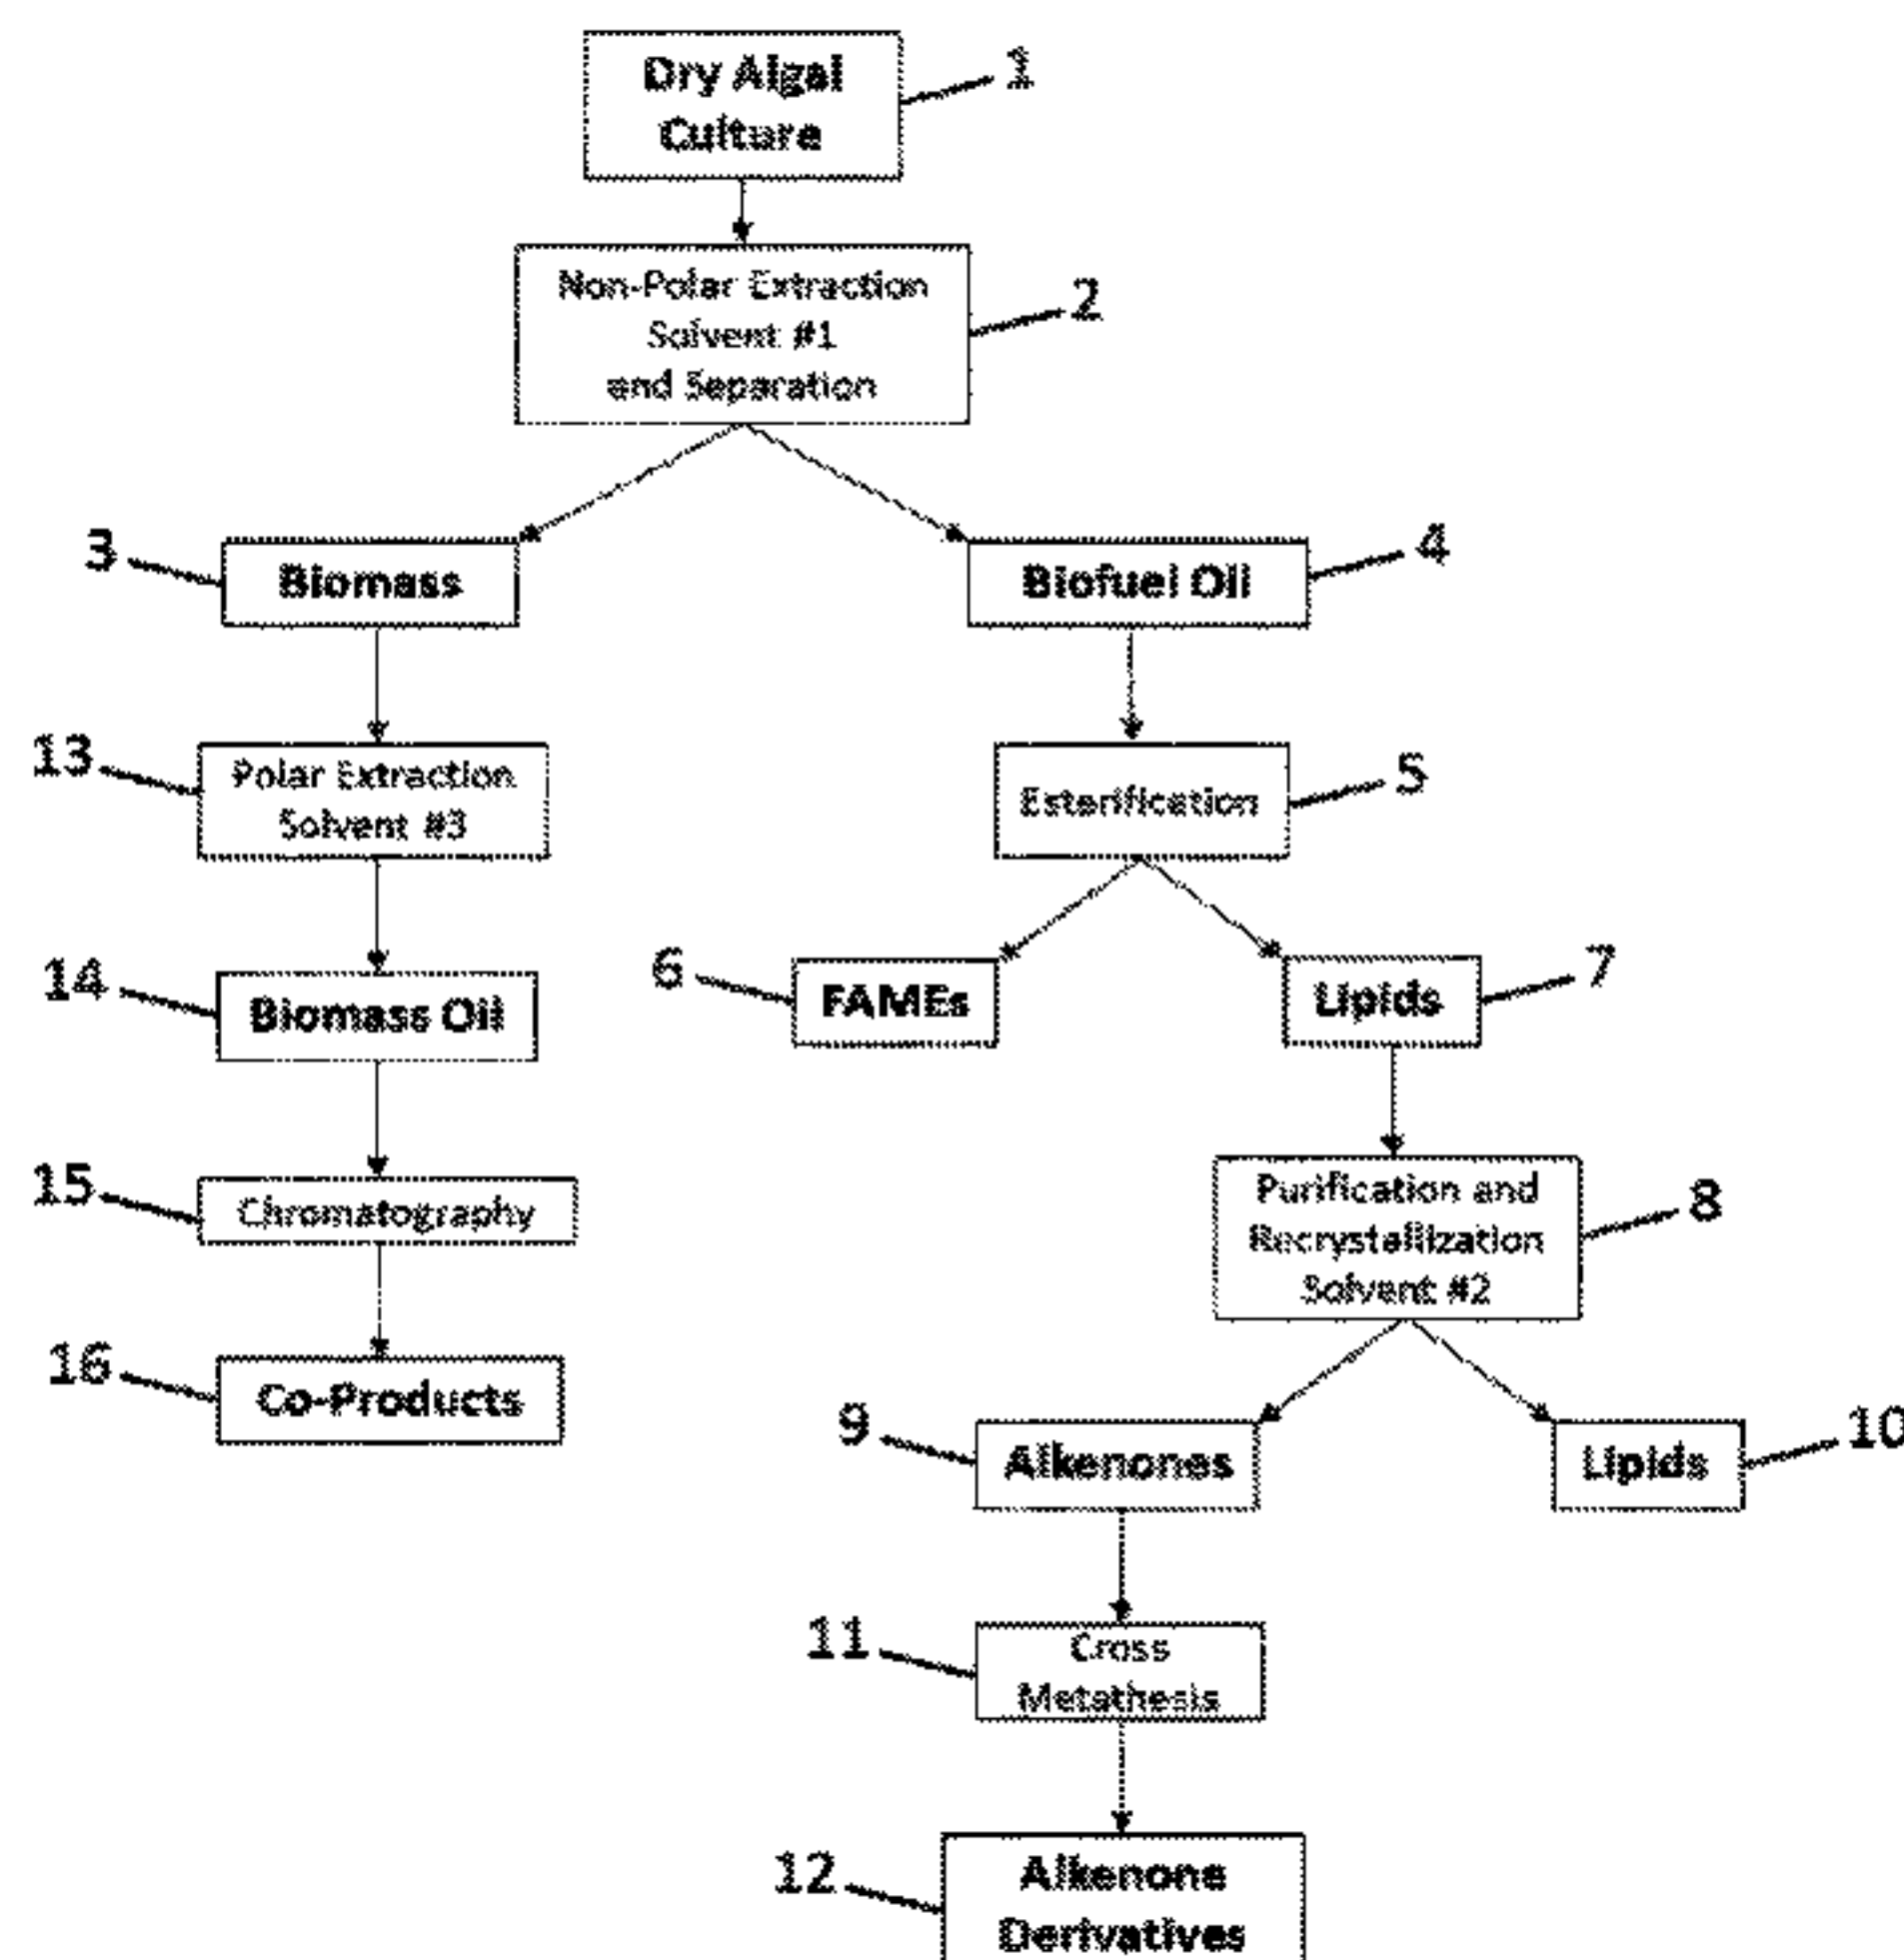 Dry Algal
Culture
1
Non-Polar Extraction
Solvent #1
and Separation
2
3
Biomass
Biofuel Oil
4
13
Polar Extraction
Solvent #3
Esterification
5
14
Biomass Oil
6
FAMEs
Lipids
7
15
Chromatography
Purification and
Recrystallization
Solvent #2
8
16
Co-Products
9
Alkenones
Lipids
10
11
Cross
Metathesis
12
Alkenone
Derivatives